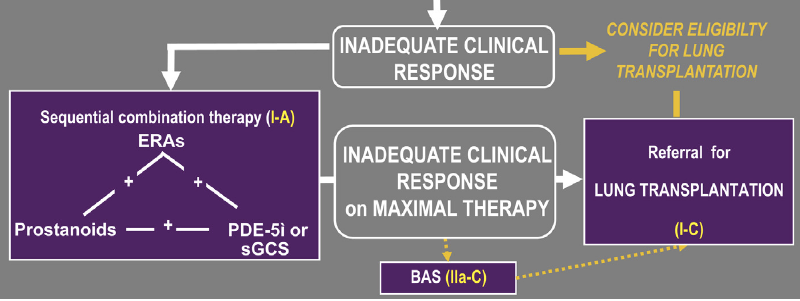 INADEQUATE CLINICAL
RESPONSE
CONSIDER ELIGIBILTY
FOR LUNG
TRANSPLANTATION
Sequential combination therapy (I-A)
ERAs
+
+
Prostanoids
+
PDE-5ì or
sGCS
INADEQUATE CLINICAL
RESPONSE
on MAXIMAL THERAPY
Referral for
LUNG TRANSPLANTATION
(I-C)
BAS (IIa-C)